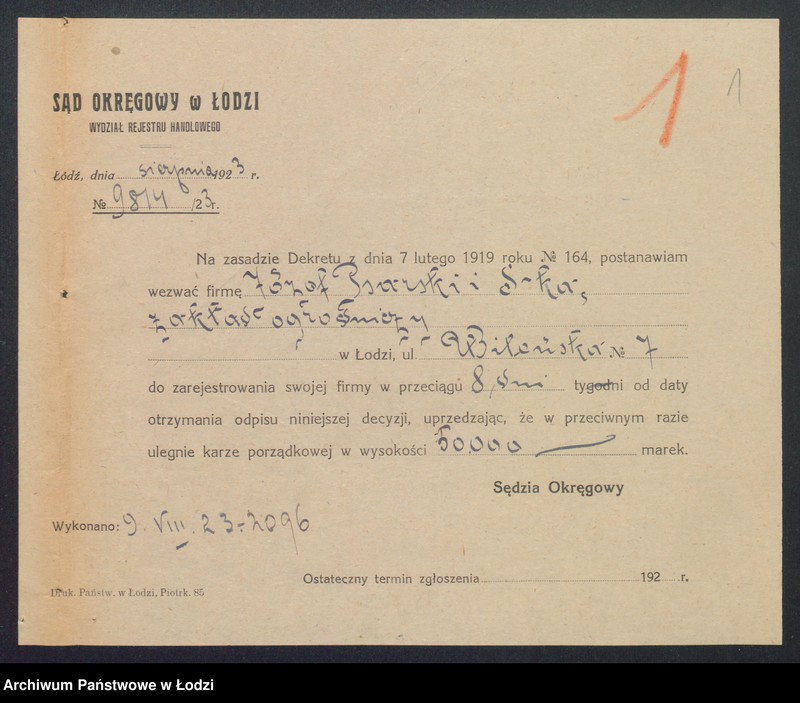 1
1
SĄD OKRĘGOWY w ŁODZI
WYDZIAŁ REJESTRU HANDLOWEGO
Łódź, dnia sierpnia 1923 r.
№ 9814 /23 r.
Na zasadzie Dekretu z dnia 7 lutego 1919 roku № 164, postanawiam
wezwać firmę Józef Psarski i S-ka,
zakład ogrodniczy
w Łodzi, ul. Wileńska № 7
do zarejestrowania swojej firmy w przeciągu 8 dni tygodni od daty
otrzymania odpisu niniejszej decyzji, uprzedzając, że w przeciwnym razie
ulegnie karze porządkowej w wysokości 50.000 — marek.
Sędzia Okręgowy
Wykonano: 9. VIII. 23 - 2096
Ostateczny termin zgłoszenia 192 r.
Druk. Państw. w Łodzi, Piotrk. 85
Archiwum Państwowe w Łodzi